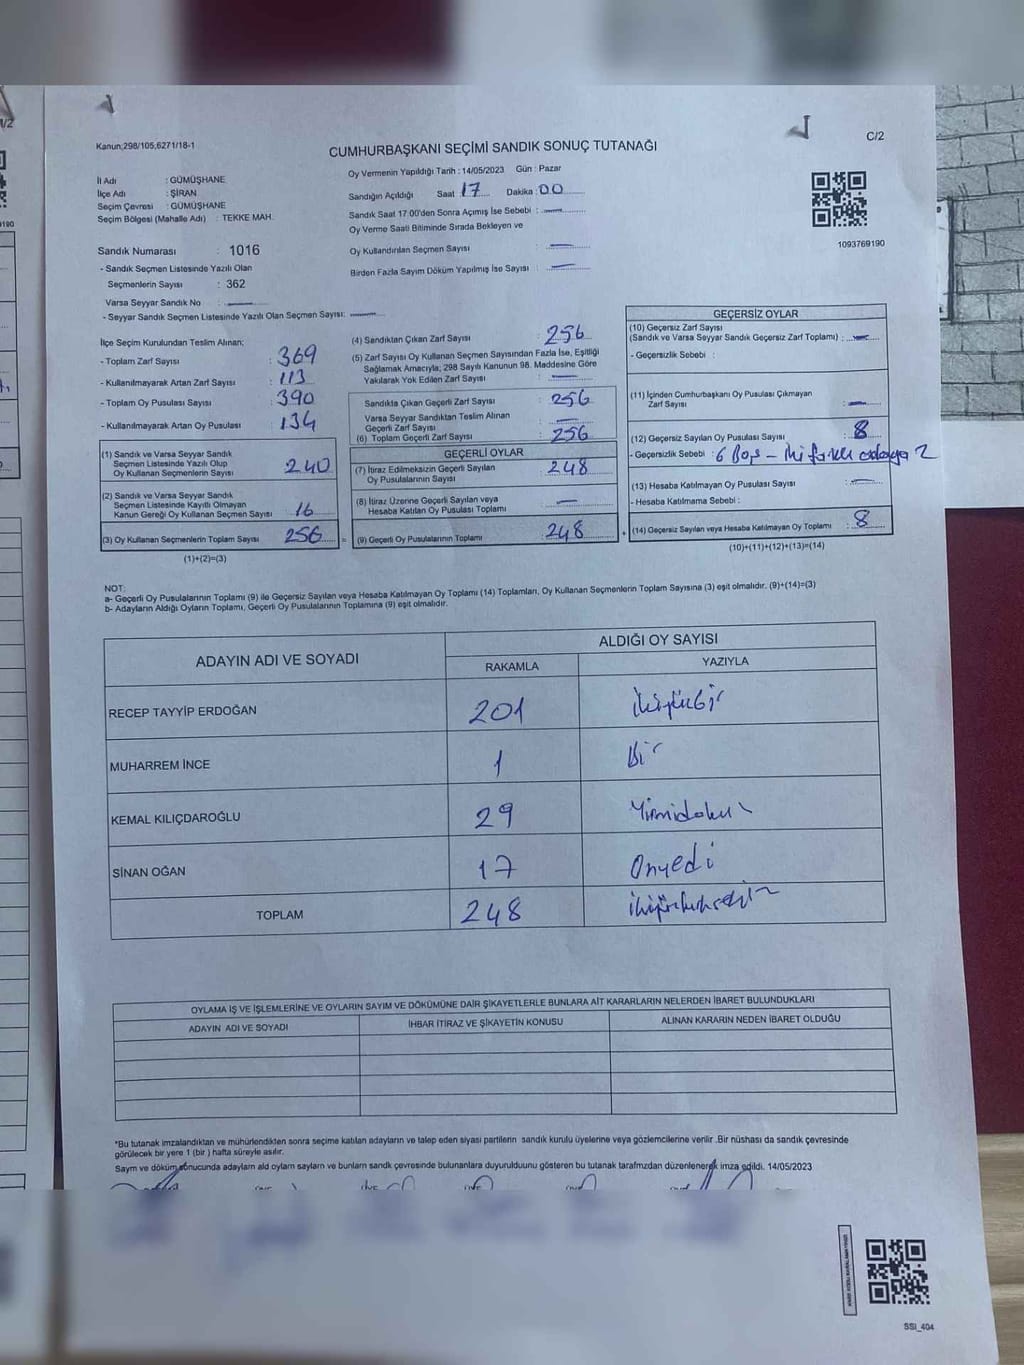 C/2
Kanun;298/105,6271/18-1
CUMHURBAŞKANI SEÇİMİ SANDIK SONUÇ TUTANAĞI
İl Adı : GÜMÜŞHANE
İlçe Adı : ŞİRAN
Seçim Çevresi : GÜMÜŞHANE
Seçim Bölgesi (Mahalle Adı) : TEKKE MAH.
Oy Vermenin Yapıldığı Tarih : 14/05/2023 Gün : Pazar
Sandığın Açıldığı Saat 17 Dakika : 00
Sandık Saat 17.00'den Sonra Açımış İse Sebebi : —
Oy Verme Saati Bitiminde Sırada Bekleyen ve
Oy Kullandırılan Seçmen Sayısı : —
Birden Fazla Sayım Döküm Yapılmış İse Sayısı : —
1093769190
Sandık Numarası : 1016
- Sandık Seçmen Listesinde Yazılı Olan
Seçmenlerin Sayısı : 362
Varsa Seyyar Sandık No : —
- Seyyar Sandık Seçmen Listesinde Yazılı Olan Seçmen Sayısı: —
İlçe Seçim Kurulundan Teslim Alınan;
- Toplam Zarf Sayısı : 369
- Kullanılmayarak Artan Zarf Sayısı : 113
- Toplam Oy Pusulası Sayısı : 390
- Kullanılmayarak Artan Oy Pusulası : 134
(1) Sandık ve Varsa Seyyar Sandık
Seçmen Listesinde Yazılı Olup
Oy Kullanan Seçmenlerin Sayısı : 240
(2) Sandık ve Varsa Seyyar Sandık
Seçmen Listesinde Kayıtlı Olmayan
Kanun Gereği Oy Kullanan Seçmen Sayısı : 16
(3) Oy Kullanan Seçmenlerin Toplam Sayısı : 256 =
(1)+(2)=(3)
(4) Sandıktan Çıkan Zarf Sayısı : 256
(5) Zarf Sayısı Oy Kullanan Seçmen Sayısından Fazla İse, Eşitliği
Sağlamak Amacıyla; 298 Sayılı Kanunun 98. Maddesine Göre
Yakılarak Yok Edilen Zarf Sayısı : —
Sandıkta Çıkan Geçerli Zarf Sayısı : 256
Varsa Seyyar Sandıktan Teslim Alınan
Geçerli Zarf Sayısı : —
(6) Toplam Geçerli Zarf Sayısı : 256
GEÇERLİ OYLAR
(7) İtiraz Edilmeksizin Geçerli Sayılan
Oy Pusulalarının Sayısı : 248
(8) İtiraz Üzerine Geçerli Sayılan veya
Hesaba Katılan Oy Pusulası Toplamı : —
(9) Geçerli Oy Pusulalarının Toplamı : 248 +
GEÇERSİZ OYLAR
(10) Geçersiz Zarf Sayısı
(Sandık ve Varsa Seyyar Sandık Geçersiz Zarf Toplamı) : —
- Geçersizlik Sebebi :
(11) İçinden Cumhurbaşkanı Oy Pusulası Çıkmayan
Zarf Sayısı : —
(12) Geçersiz Sayılan Oy Pusulası Sayısı : 8
- Geçersizlik Sebebi : 6 Boş - iki farklı adaya 2
(13) Hesaba Katılmayan Oy Pusulası Sayısı : —
- Hesaba Katılmama Sebebi :
(14) Geçersiz Sayılan veya Hesaba Katılmayan Oy Toplamı : 8
(10)+(11)+(12)+(13)=(14)
NOT:
a- Geçerli Oy Pusulalarının Toplamı (9) ile Geçersiz Sayılan veya Hesaba Katılmayan Oy Toplamı (14) Toplamları, Oy Kullanan Seçmenlerin Toplam Sayısına (3) eşit olmalıdır. (9)+(14)=(3)
b- Adayların Aldığı Oyların Toplamı, Geçerli Oy Pusulalarının Toplamına (9) eşit olmalıdır.
ADAYIN ADI VE SOYADI ALDIĞI OY SAYISI
RAKAMLA YAZIYLA
RECEP TAYYİP ERDOĞAN 201 İkiyüzbir
MUHARREM İNCE 1 Bir
KEMAL KILIÇDAROĞLU 29 Yirmidokuz
SİNAN OĞAN 17 Onyedi
TOPLAM 248 ikiyüzkırksekiz
OYLAMA İŞ VE İŞLEMLERİNE VE OYLARIN SAYIM VE DÖKÜMÜNE DAİR ŞİKAYETLERLE BUNLARA AİT KARARLARIN NELERDEN İBARET BULUNDUKLARI
ADAYIN ADI VE SOYADI İHBAR İTİRAZ VE ŞİKAYETİN KONUSU ALINAN KARARIN NEDEN İBARET OLDUĞU
*Bu tutanak imzalandıktan ve mühürlendikten sonra seçime katılan adayların ve talep eden siyasi partilerin sandık kurulu üyelerine veya gözlemcilerine verilir .Bir nüshası da sandık çevresinde
görülecek bir yere 1 (bir ) hafta süreyle asılır.
Sayım ve döküm sonucunda adayların aldı oyların sayıları ve bunların sandık çevresinde bulunanlara duyurulduunu gösteren bu tutanak tarafımızdan düzenlenerek imza edildi. 14/05/2023
SSI_404